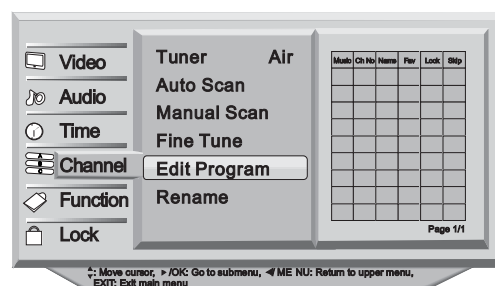 Video
Audio
Time
Channel
Function
Lock
Tuner Air
Auto Scan
Manual Scan
Fine Tune
Edit Program
Rename
Music Ch No Name Fav Lock Skip
Page 1/1
: Move cursor, /OK: Go to submenu, /ME NU: Return to upper menu,
EXIT: Exit main menu